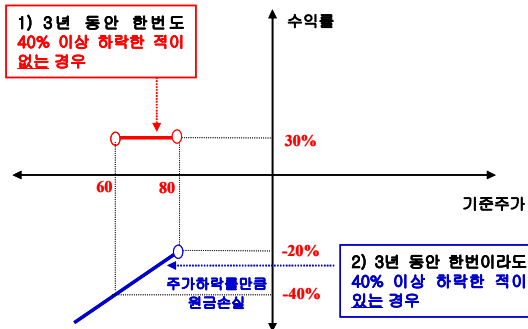 1) 3년 동안 한번도
40% 이상 하락한 적이
없는 경우
수익률
30%
60
80
기준주가
-20%
주가하락률만큼
원금손실
-40%
2) 3년 동안 한번이라도
40% 이상 하락한 적이
있는 경우